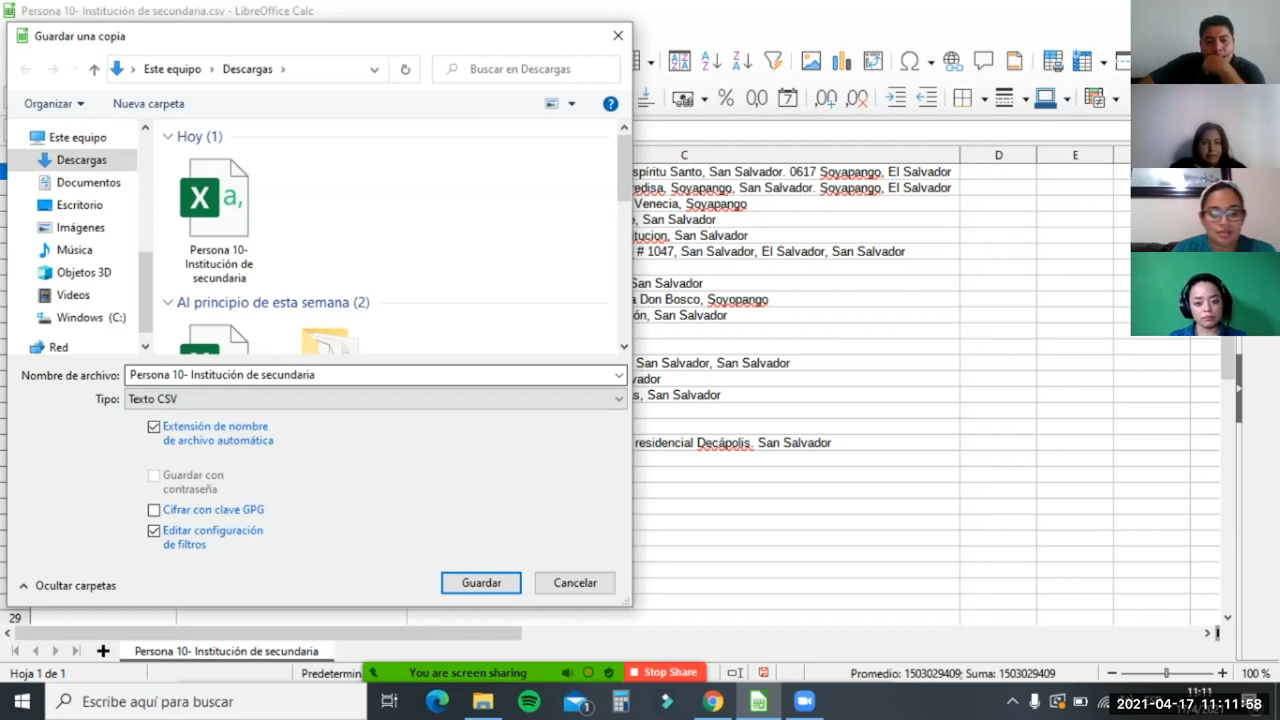 Persona 10- Institución de secundaria.csv - LibreOffice Calc
Guardar una copia
Este equipo
Descargas
Buscar en Descargas
Organizar
Nueva carpeta
Este equipo
Descargas
Documentos
Escritorio
Imágenes
Música
Objetos 3D
Videos
Windows (C:)
Red
Hoy (1)
Persona 10-
Institución de
secundaria
Al principio de esta semana (2)
Nombre de archivo:
Persona 10- Institución de secundaria
Tipo:
Texto CSV
Extensión de nombre
de archivo automática
Guardar con
contraseña
Cifrar con clave GPG
Editar configuración
de filtros
Ocultar carpetas
Guardar
Cancelar
C
D
E
spíritu Santo, San Salvador. 0617 Soyapango, El Salvador
redisa, Soyapango, San Salvador. Soyapango, El Salvador
Venecia, Soyapango
e, San Salvador
itucion, San Salvador
# 1047, San Salvador, El Salvador, San Salvador
San Salvador
a Don Bosco, Soyopango
ón, San Salvador
San Salvador, San Salvador
vador
s, San Salvador
residencial Decápolis. San Salvador
29
Persona 10- Institución de secundaria
Hoja 1 de 1
Predetermin
You are screen sharing
Stop Share
Promedio: 1503029409; Suma: 1503029409
100 %
Escribe aquí para buscar
1
11:11
2021-04-17 11:11:58